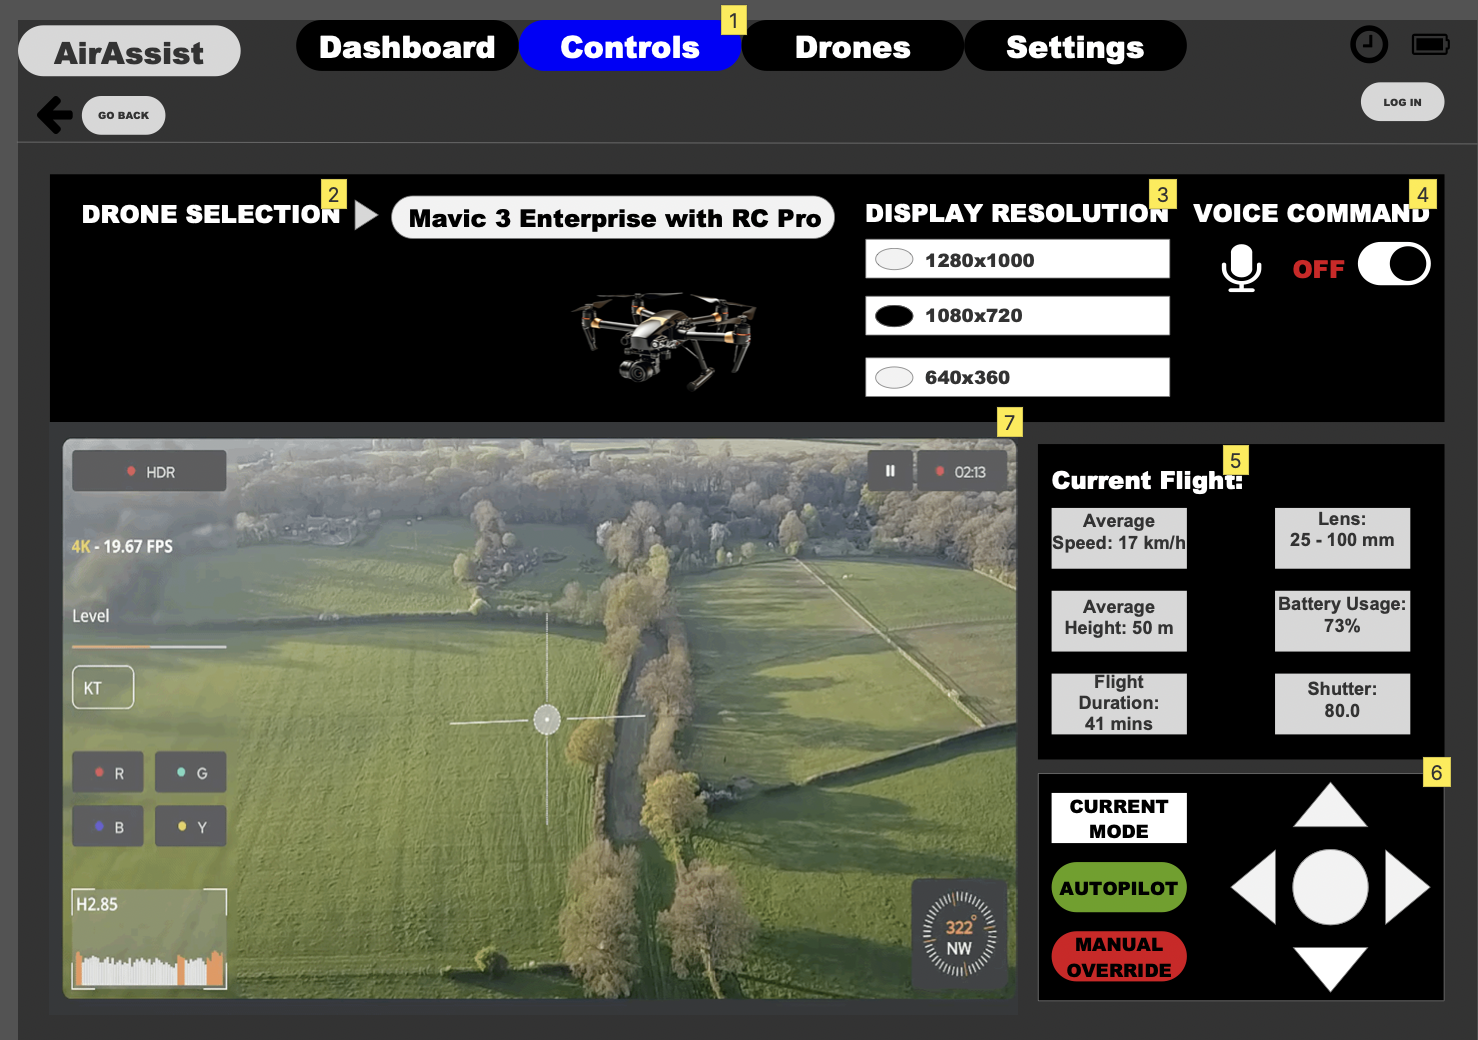 AirAssist
Dashboard
Controls
1
Drones
Settings
GO BACK
LOG IN
DRONE SELECTION
2
Mavic 3 Enterprise with RC Pro
DISPLAY RESOLUTION
3
1280x1000
1080x720
640x360
VOICE COMMAND
4
OFF
7
HDR
02:13
4K - 19.67 FPS
Level
KT
R
G
B
Y
H2.85
322°
NW
Current Flight:
5
Average
Speed: 17 km/h
Lens:
25 - 100 mm
Average
Height: 50 m
Battery Usage:
73%
Flight
Duration:
41 mins
Shutter:
80.0
6
CURRENT
MODE
AUTOPILOT
MANUAL
OVERRIDE